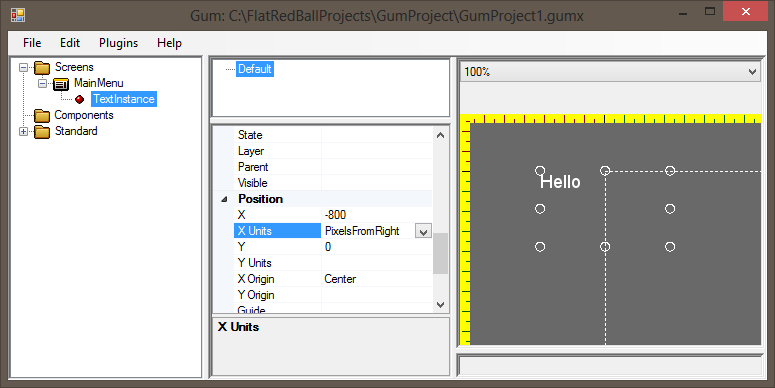 Gum: C:\FlatRedBallProjects\GumProject\GumProject1.gumx
File Edit Plugins Help
Screens
MainMenu
TextInstance
Components
Standard
Default
State
Layer
Parent
Visible
Position
X -800
X Units PixelsFromRight
Y 0
Y Units
X Origin Center
Y Origin
Guide
X Units
100%
Hello